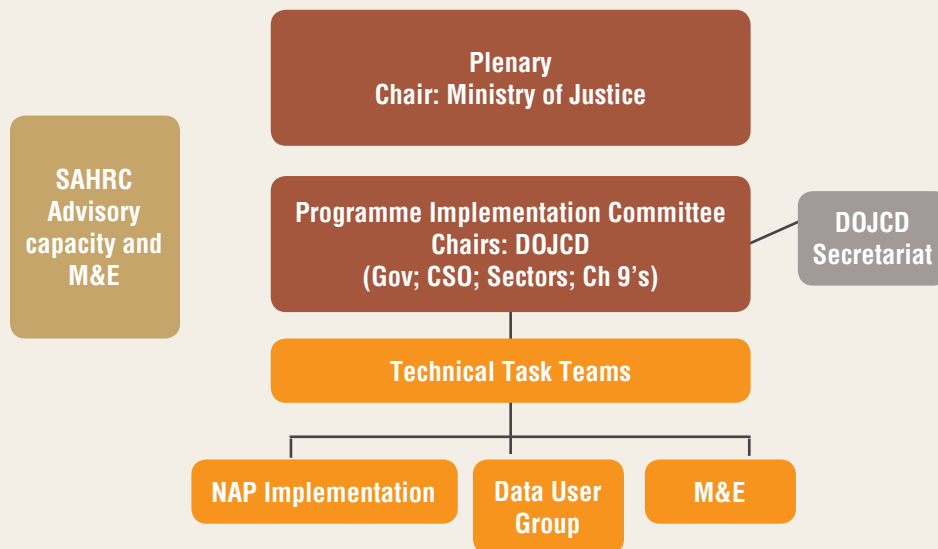 Plenary
Chair: Ministry of Justice
SAHRC
Advisory
capacity and
M&E
Programme Implementation Committee
Chairs: DOJCD
(Gov; CSO; Sectors; Ch 9’s)
DOJCD
Secretariat
Technical Task Teams
NAP Implementation
Data User
Group
M&E